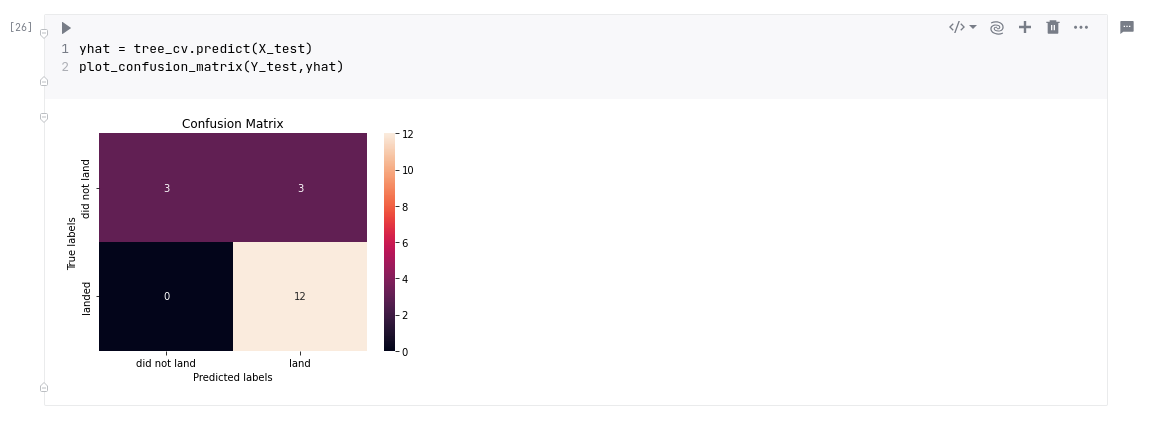 [26]
1 yhat = tree_cv.predict(X_test)
2 plot_confusion_matrix(Y_test,yhat)
Confusion Matrix
True labels
did not land
landed
3 3
0 12
12
10
8
6
4
2
0
did not land land
Predicted labels